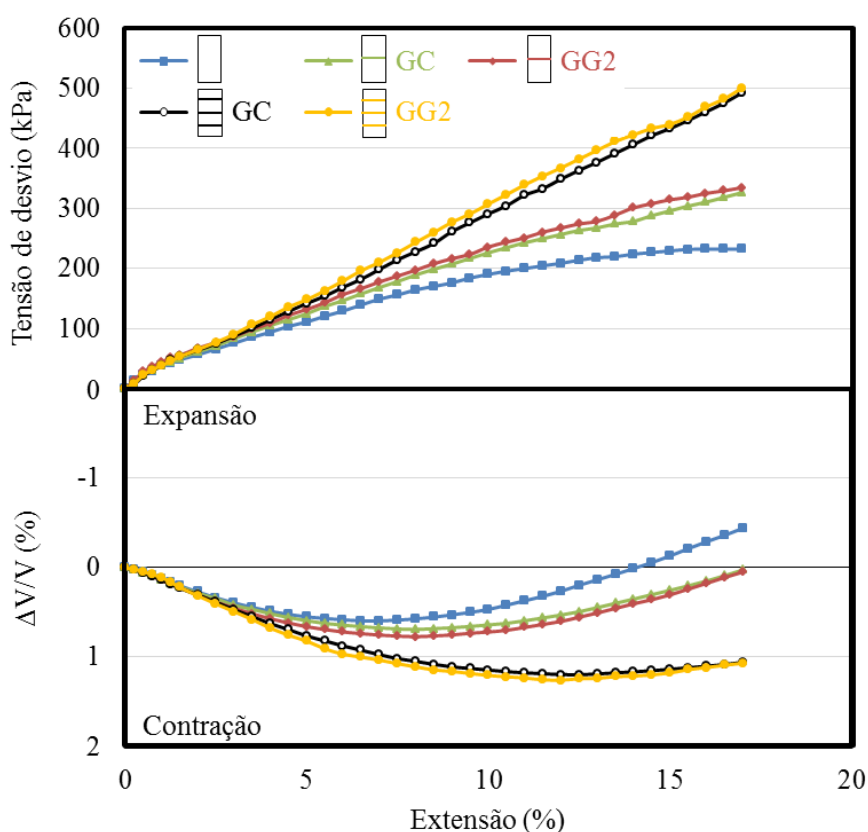 600
500
400
300
200
100
0
Tensão de desvio (kPa)
GC GG2
GC GG2
Expansão
-1
0
1
2
ΔV/V (%)
Contração
0 5 10 15 20
Extensão (%)